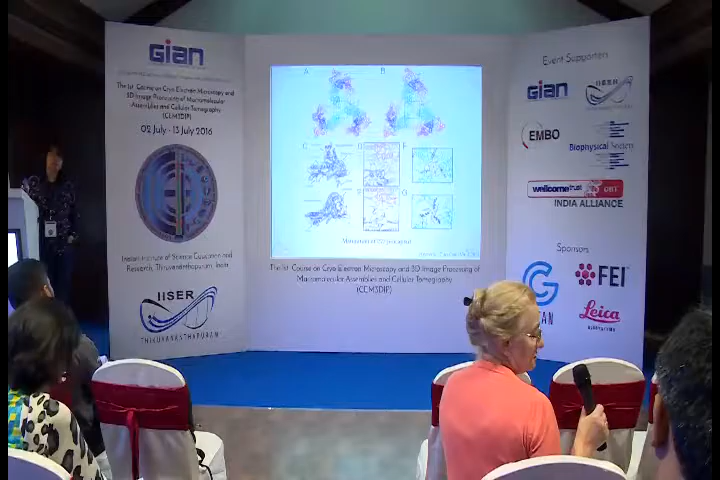 GIAN
The 1st Course on Cryo Electron Microscopy and
3D Image Processing of Macromolecular
Assemblies and Cellular Tomography
(CEM3DIP)
02 July - 13 July 2016
Indian Institute of Science Education and
Research, Thiruvananthapuram, India
IISER
THIRUVANANTHAPURAM
A B
C D F
E G
The 1st Course on Cryo Electron Microscopy and 3D Image Processing of
Macromolecular Assemblies and Cellular Tomography
(CEM3DIP)
Event Supporters
GIAN
IISER
EMBO
Biophysical Society
wellcome trust DBT
INDIA ALLIANCE
Sponsors
FEI
Leica